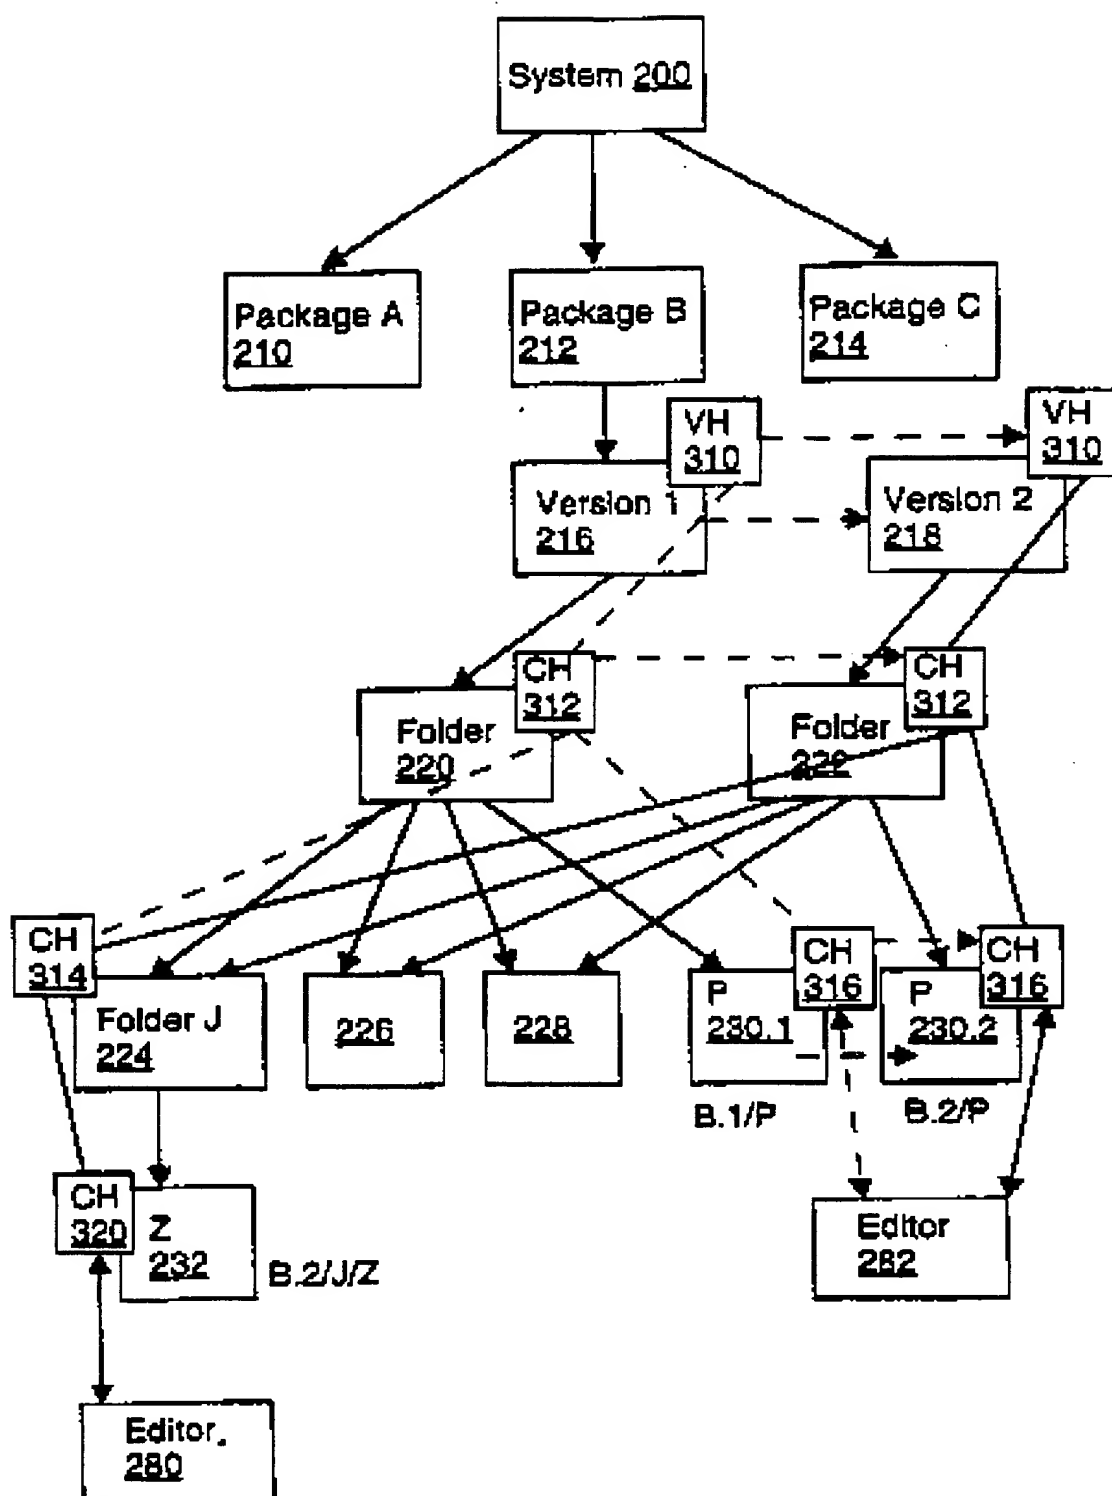 System 200
Package A
210
Package B
212
Package C
214
VH
310
VH
310
Version 1
216
Version 2
218
CH
312
CH
312
Folder
220
Folder
222
CH
314
Folder J
224
226
228
P
230.1
CH
316
P
230.2
CH
316
B.1/P
B.2/P
CH
320
Z
232
B.2/J/Z
Editor
282
Editor
280